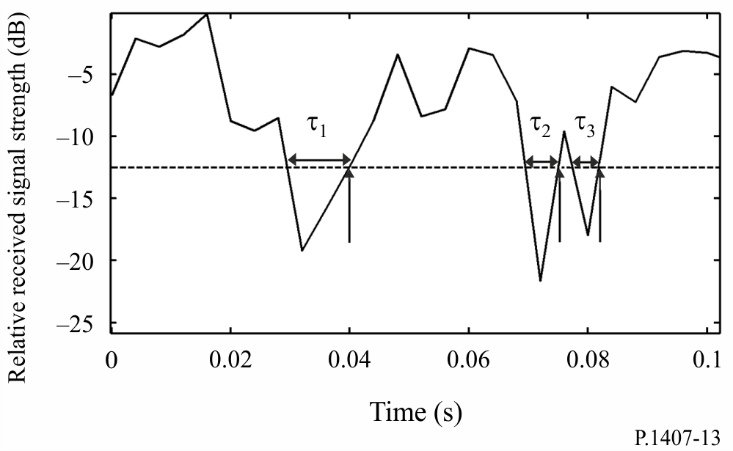 Relative received signal strength (dB)
–5
–10
–15
–20
–25
τ1
τ2
τ3
0
0.02
0.04
0.06
0.08
0.1
Time (s)
P.1407-13